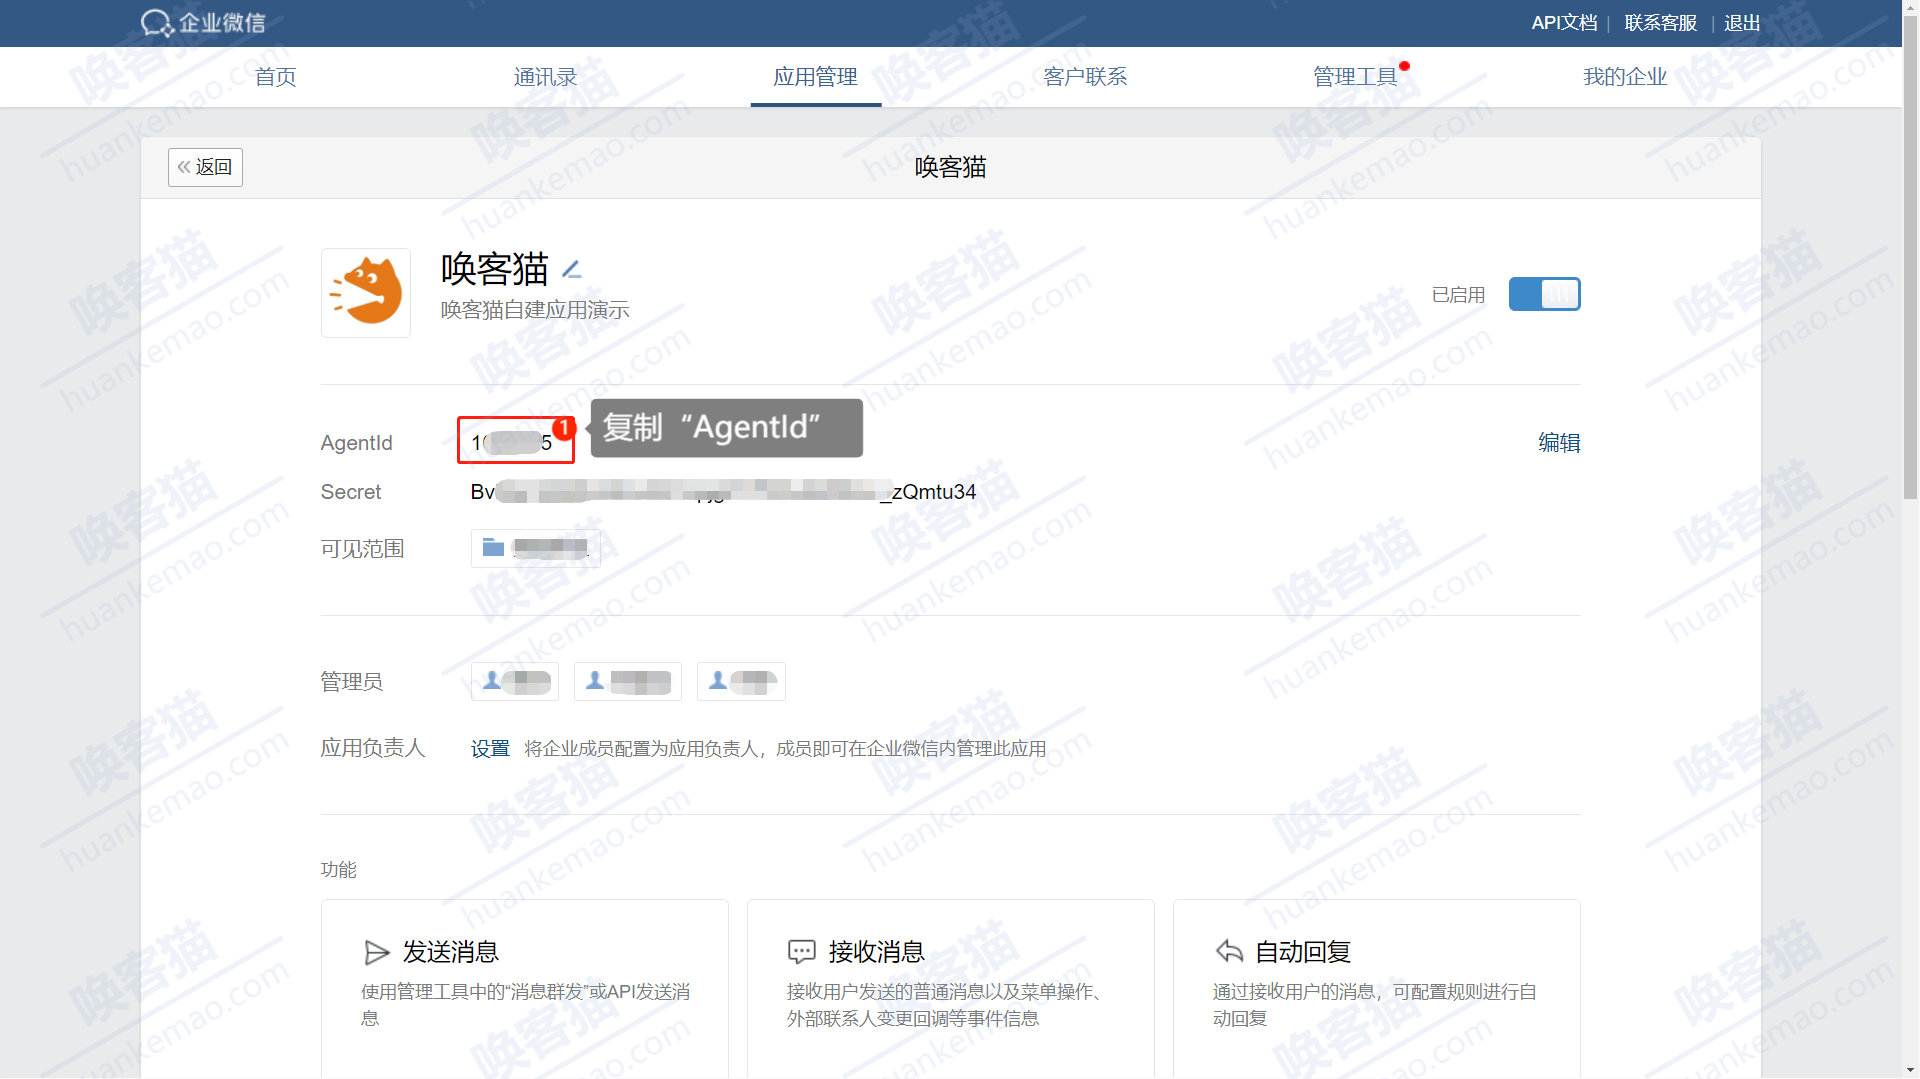 企业微信
API文档 | 联系客服 | 退出
首页 通讯录 应用管理 客户联系 管理工具 我的企业
返回 唤客猫
唤客猫
唤客猫自建应用演示
已启用
AgentId 1 5 1 复制 “AgentId” 编辑
Secret Bv _zQmtu34
可见范围
管理员
应用负责人 设置 将企业成员配置为应用负责人，成员即可在企业微信内管理此应用
功能
发送消息
使用管理工具中的“消息群发”或API发送消
息
接收消息
接收用户发送的普通消息以及菜单操作、
外部联系人变更回调等事件信息
自动回复
通过接收用户的消息，可配置规则进行自
动回复
唤客猫
huankemao.com